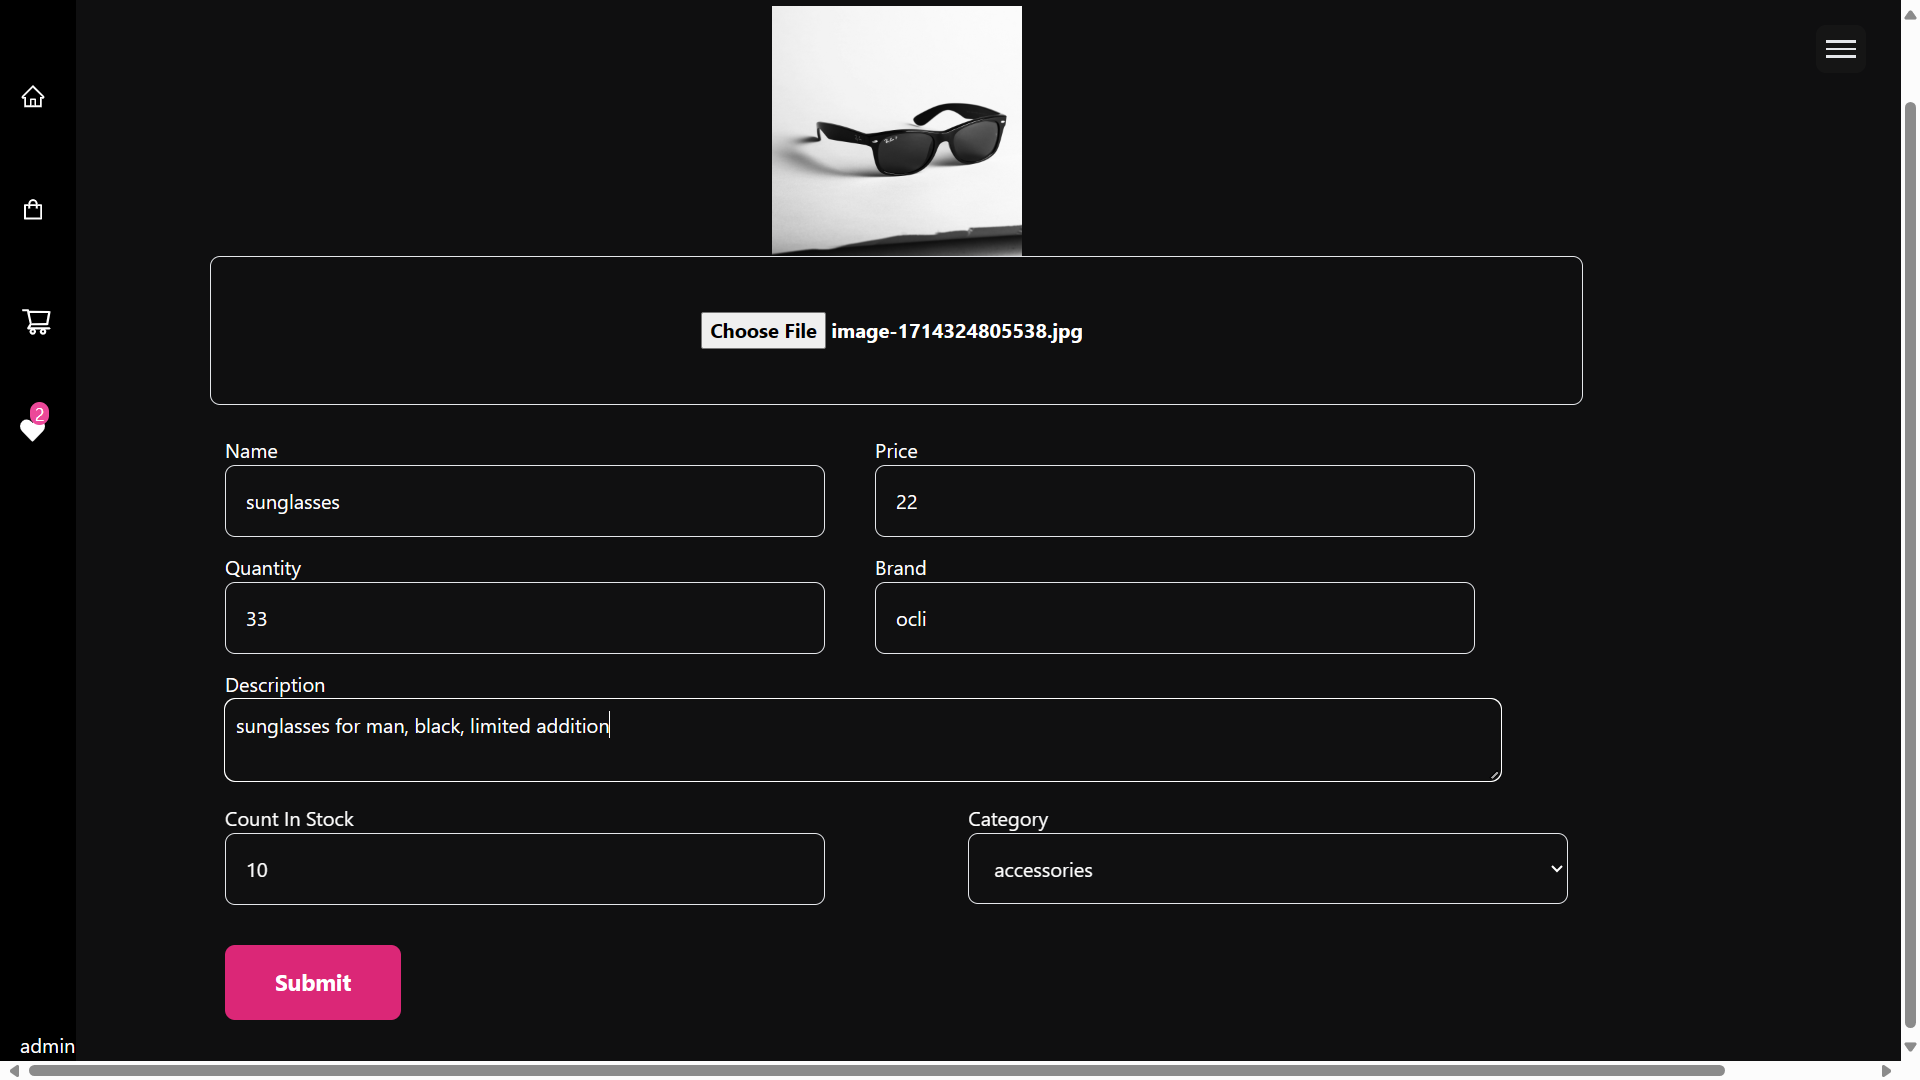 Choose File image-1714324805538.jpg
2
Name
Price
sunglasses
22
Quantity
Brand
33
ocli
Description
sunglasses for man, black, limited addition
Count In Stock
Category
10
accessories
Submit
admin